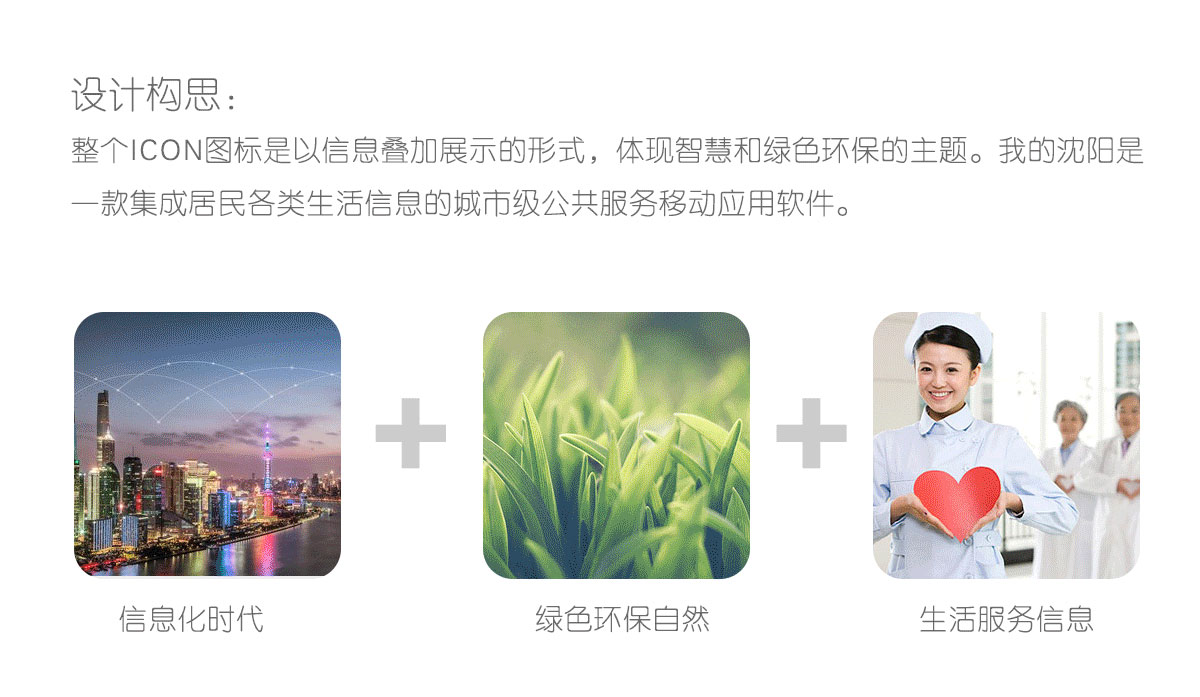 设计构思：
整个ICON图标是以信息叠加展示的形式，体现智慧和绿色环保的主题。我的沈阳是
一款集成居民各类生活信息的城市级公共服务移动应用软件。
信息化时代
绿色环保自然
生活服务信息